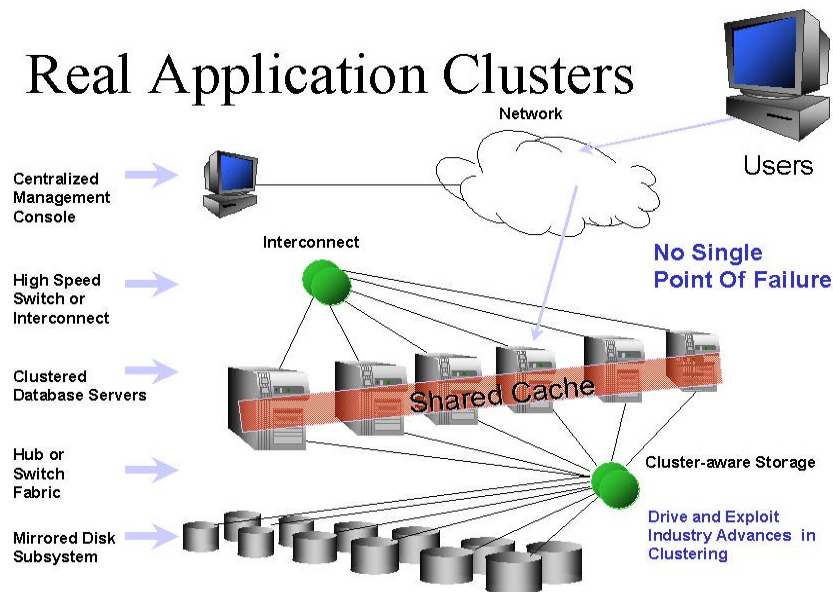 Real Application Clusters
Network
Users
Centralized
Management
Console
Interconnect
No Single
Point Of Failure
High Speed
Switch or
Interconnect
Clustered
Database Servers
Shared Cache
Hub or
Switch
Fabric
Cluster-aware Storage
Mirrored Disk
Subsystem
Drive and Exploit
Industry Advances in
Clustering